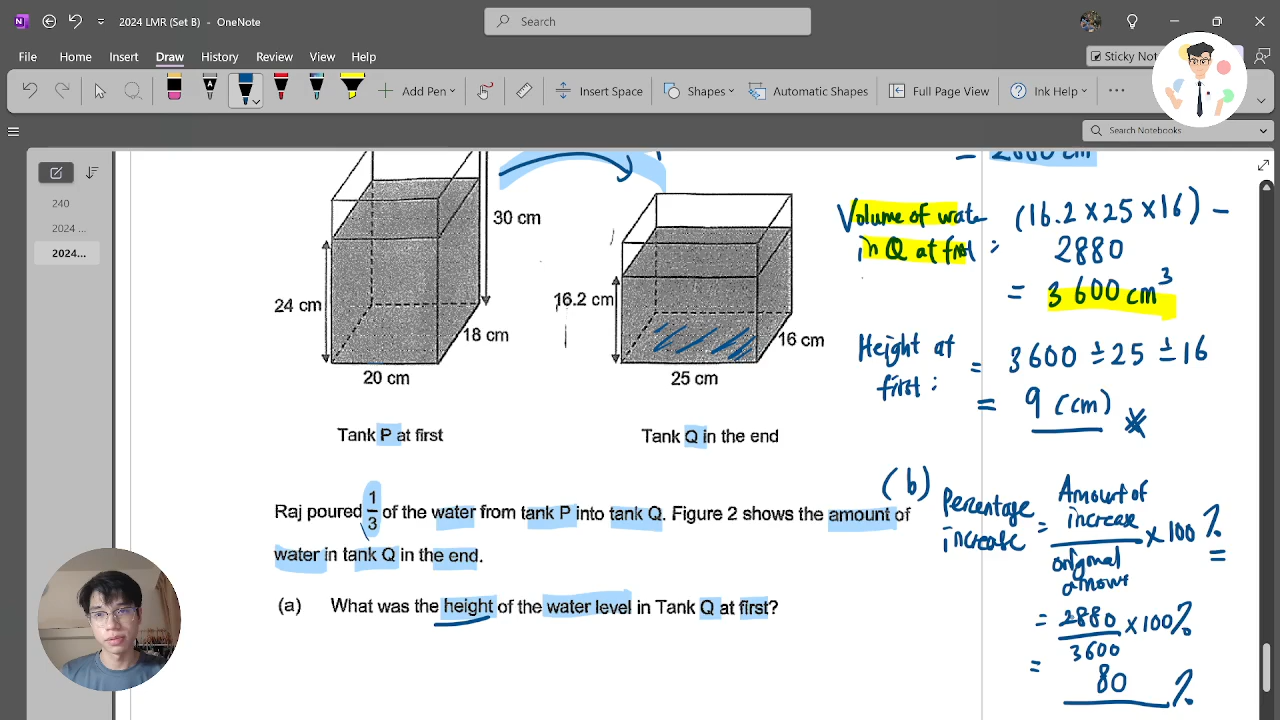 2024 LMR (Set B) - OneNote
Search
File Home Insert Draw History Review View Help
Sticky Not
Add Pen
Insert Space
Shapes
Automatic Shapes
Full Page View
Ink Help
Search Notebooks
240
2024 ...
2024...
30 cm
24 cm
18 cm
20 cm
16.2 cm
16 cm
25 cm
Tank P at first
Tank Q in the end
Raj poured 1/3 of the water from tank P into tank Q. Figure 2 shows the amount of
water in tank Q in the end.
(a) What was the height of the water level in Tank Q at first?
= 2880 cm
Volume of water (16.2 × 25 × 16) -
in Q at first : 2880
= 3600 cm³
Height at = 3600 ÷ 25 ÷ 16
first :
= 9 (cm)
(b)
Percentage increase = Amount of increase / original amount × 100%
= 2880/3600 × 100%
= 80 %